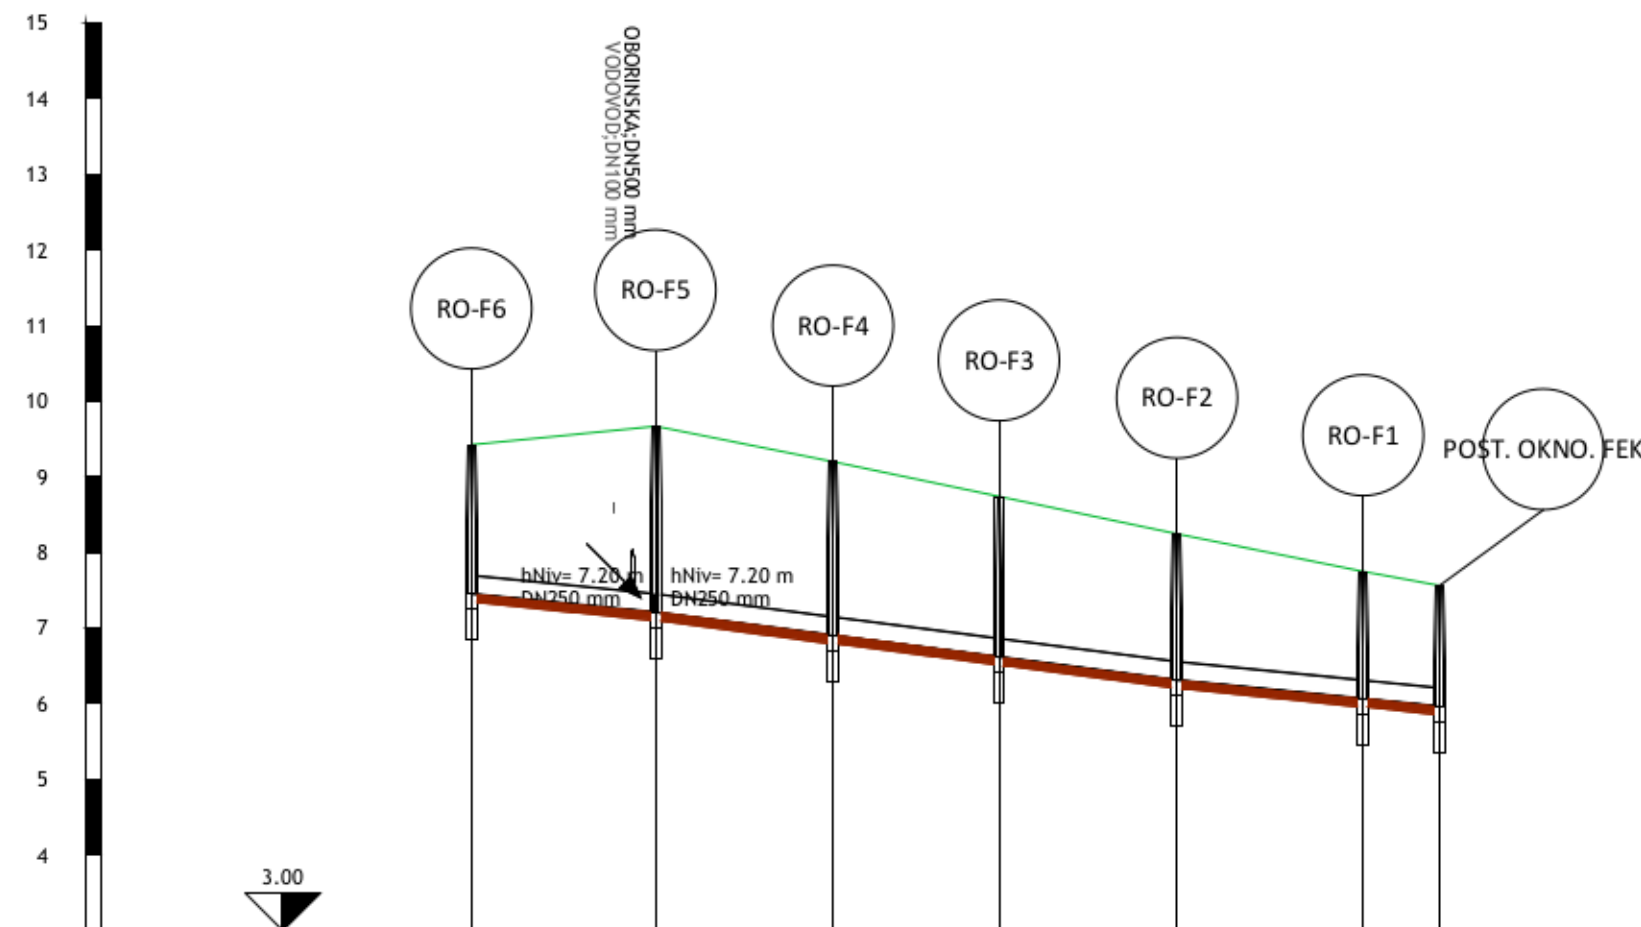 15
14
13
12
11
10
9
8
7
6
5
4
OBORINSKA;DN500 mm
VODOVOD;DN100 mm
RO-F6
RO-F5
RO-F4
RO-F3
RO-F2
RO-F1
POST. OKNO. FEK
hNiv= 7.20 m
DN250 mm
hNiv= 7.20 m
DN250 mm
3.00